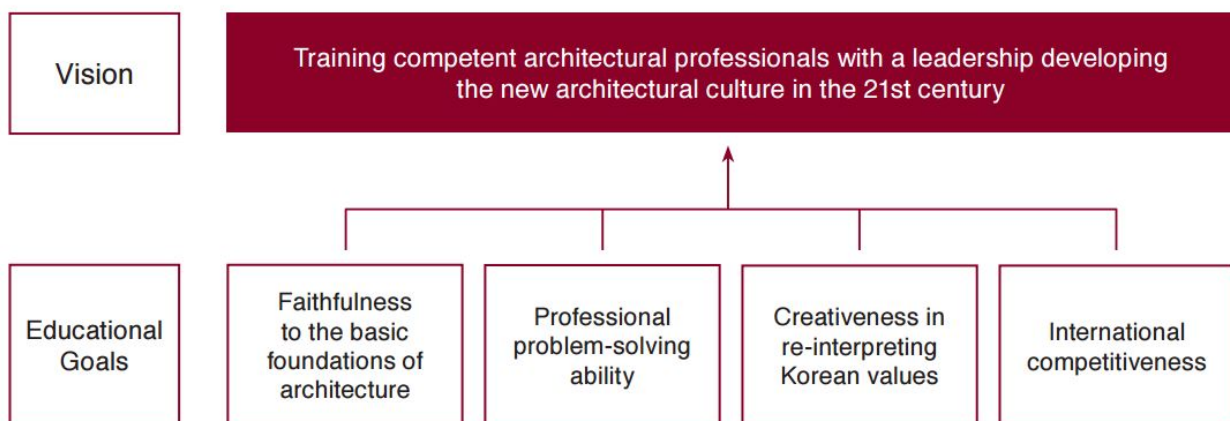 Vision
Training competent architectural professionals with a leadership developing
the new architectural culture in the 21st century
Educational
Goals
Faithfulness
to the basic
foundations of
architecture
Professional
problem-solving
ability
Creativeness in
re-interpreting
Korean values
International
competitiveness